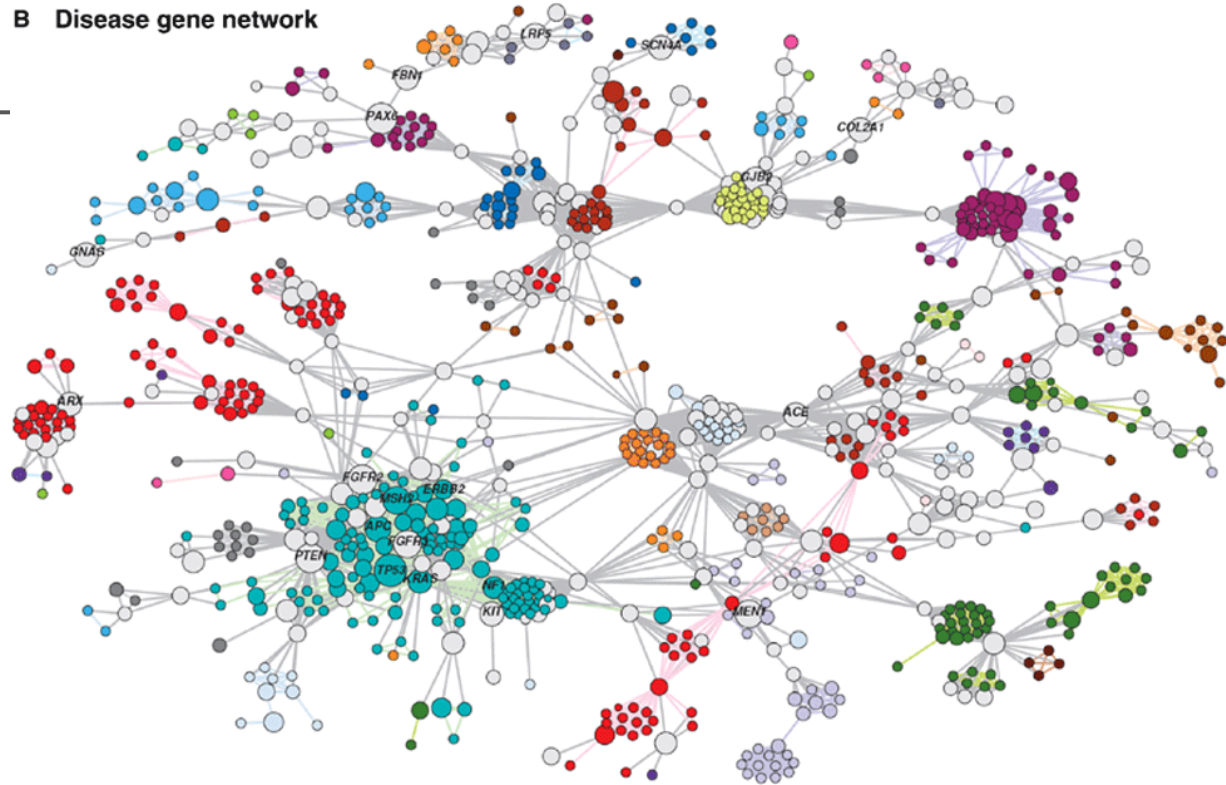 B Disease gene network
LRP5
SCN4A
FBN1
PAX6
COL2A1
GJB2
GNAS
ARX
ACE
FGFR2
MSH2
ERBB2
APC
FGFR3
PTEN
TP53
KRAS
NF1
KIT
MEN1